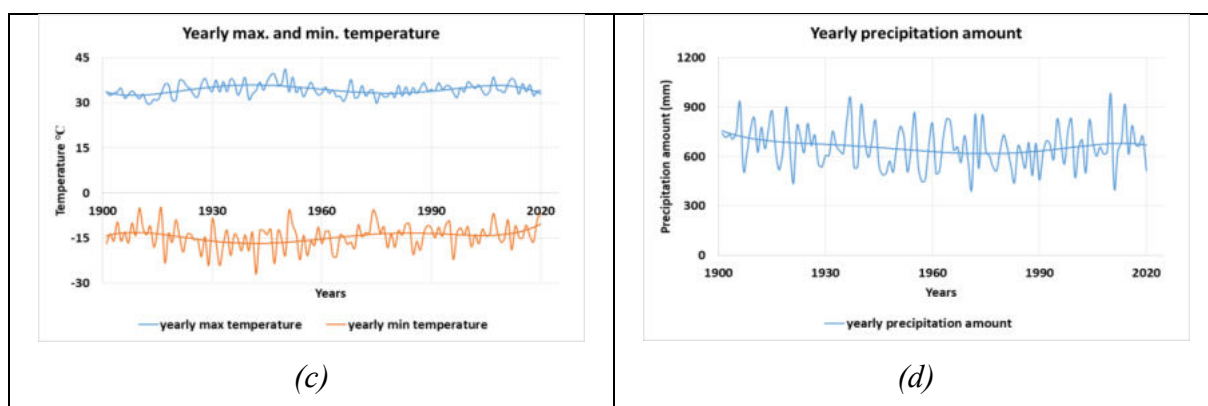 Yearly max. and min. temperature
45
30
15
0
-15
-30
Temperature °C
1900
1930
1960
1990
2020
Years
yearly max temperature
yearly min temperature
(c)
Yearly precipitation amount
1200
900
600
300
0
Precipitation amount (mm)
1900
1930
1960
1990
2020
Years
yearly precipitation amount
(d)